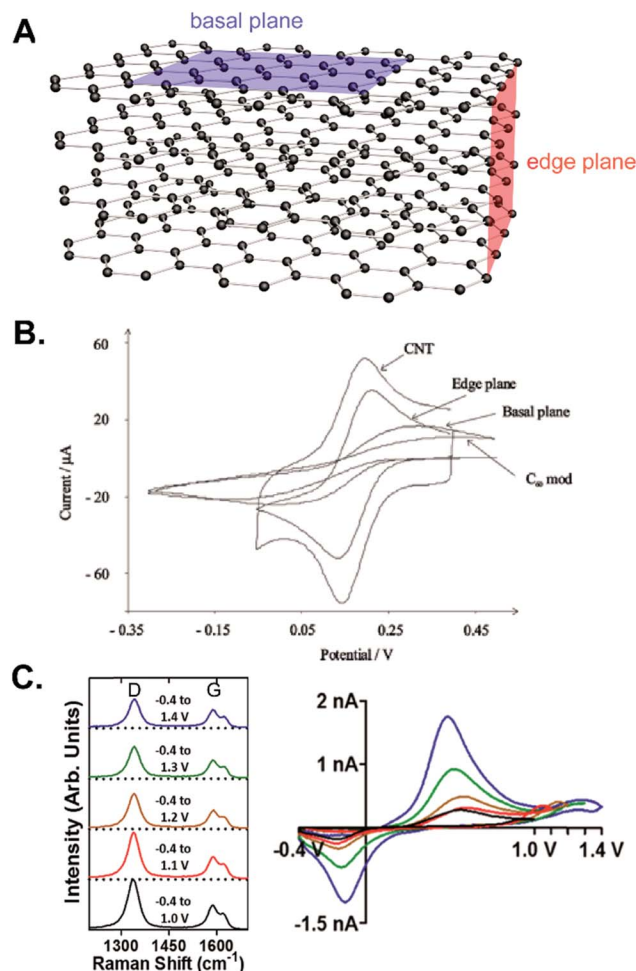 A
basal plane
edge plane
B.
60
20
-20
-60
Current / μA
CNT
Edge plane
Basal plane
C₆₀ mod
-0.35
-0.15
0.05
0.25
0.45
Potential / V
C.
D
G
-0.4 to
1.4 V
-0.4 to
1.3 V
-0.4 to
1.2 V
-0.4 to
1.1 V
-0.4 to
1.0 V
Intensity (Arb. Units)
1300
1450
1600
Raman Shift (cm⁻¹)
2 nA
1 nA
-0.4 V
1.0 V
1.4 V
-1.5 nA